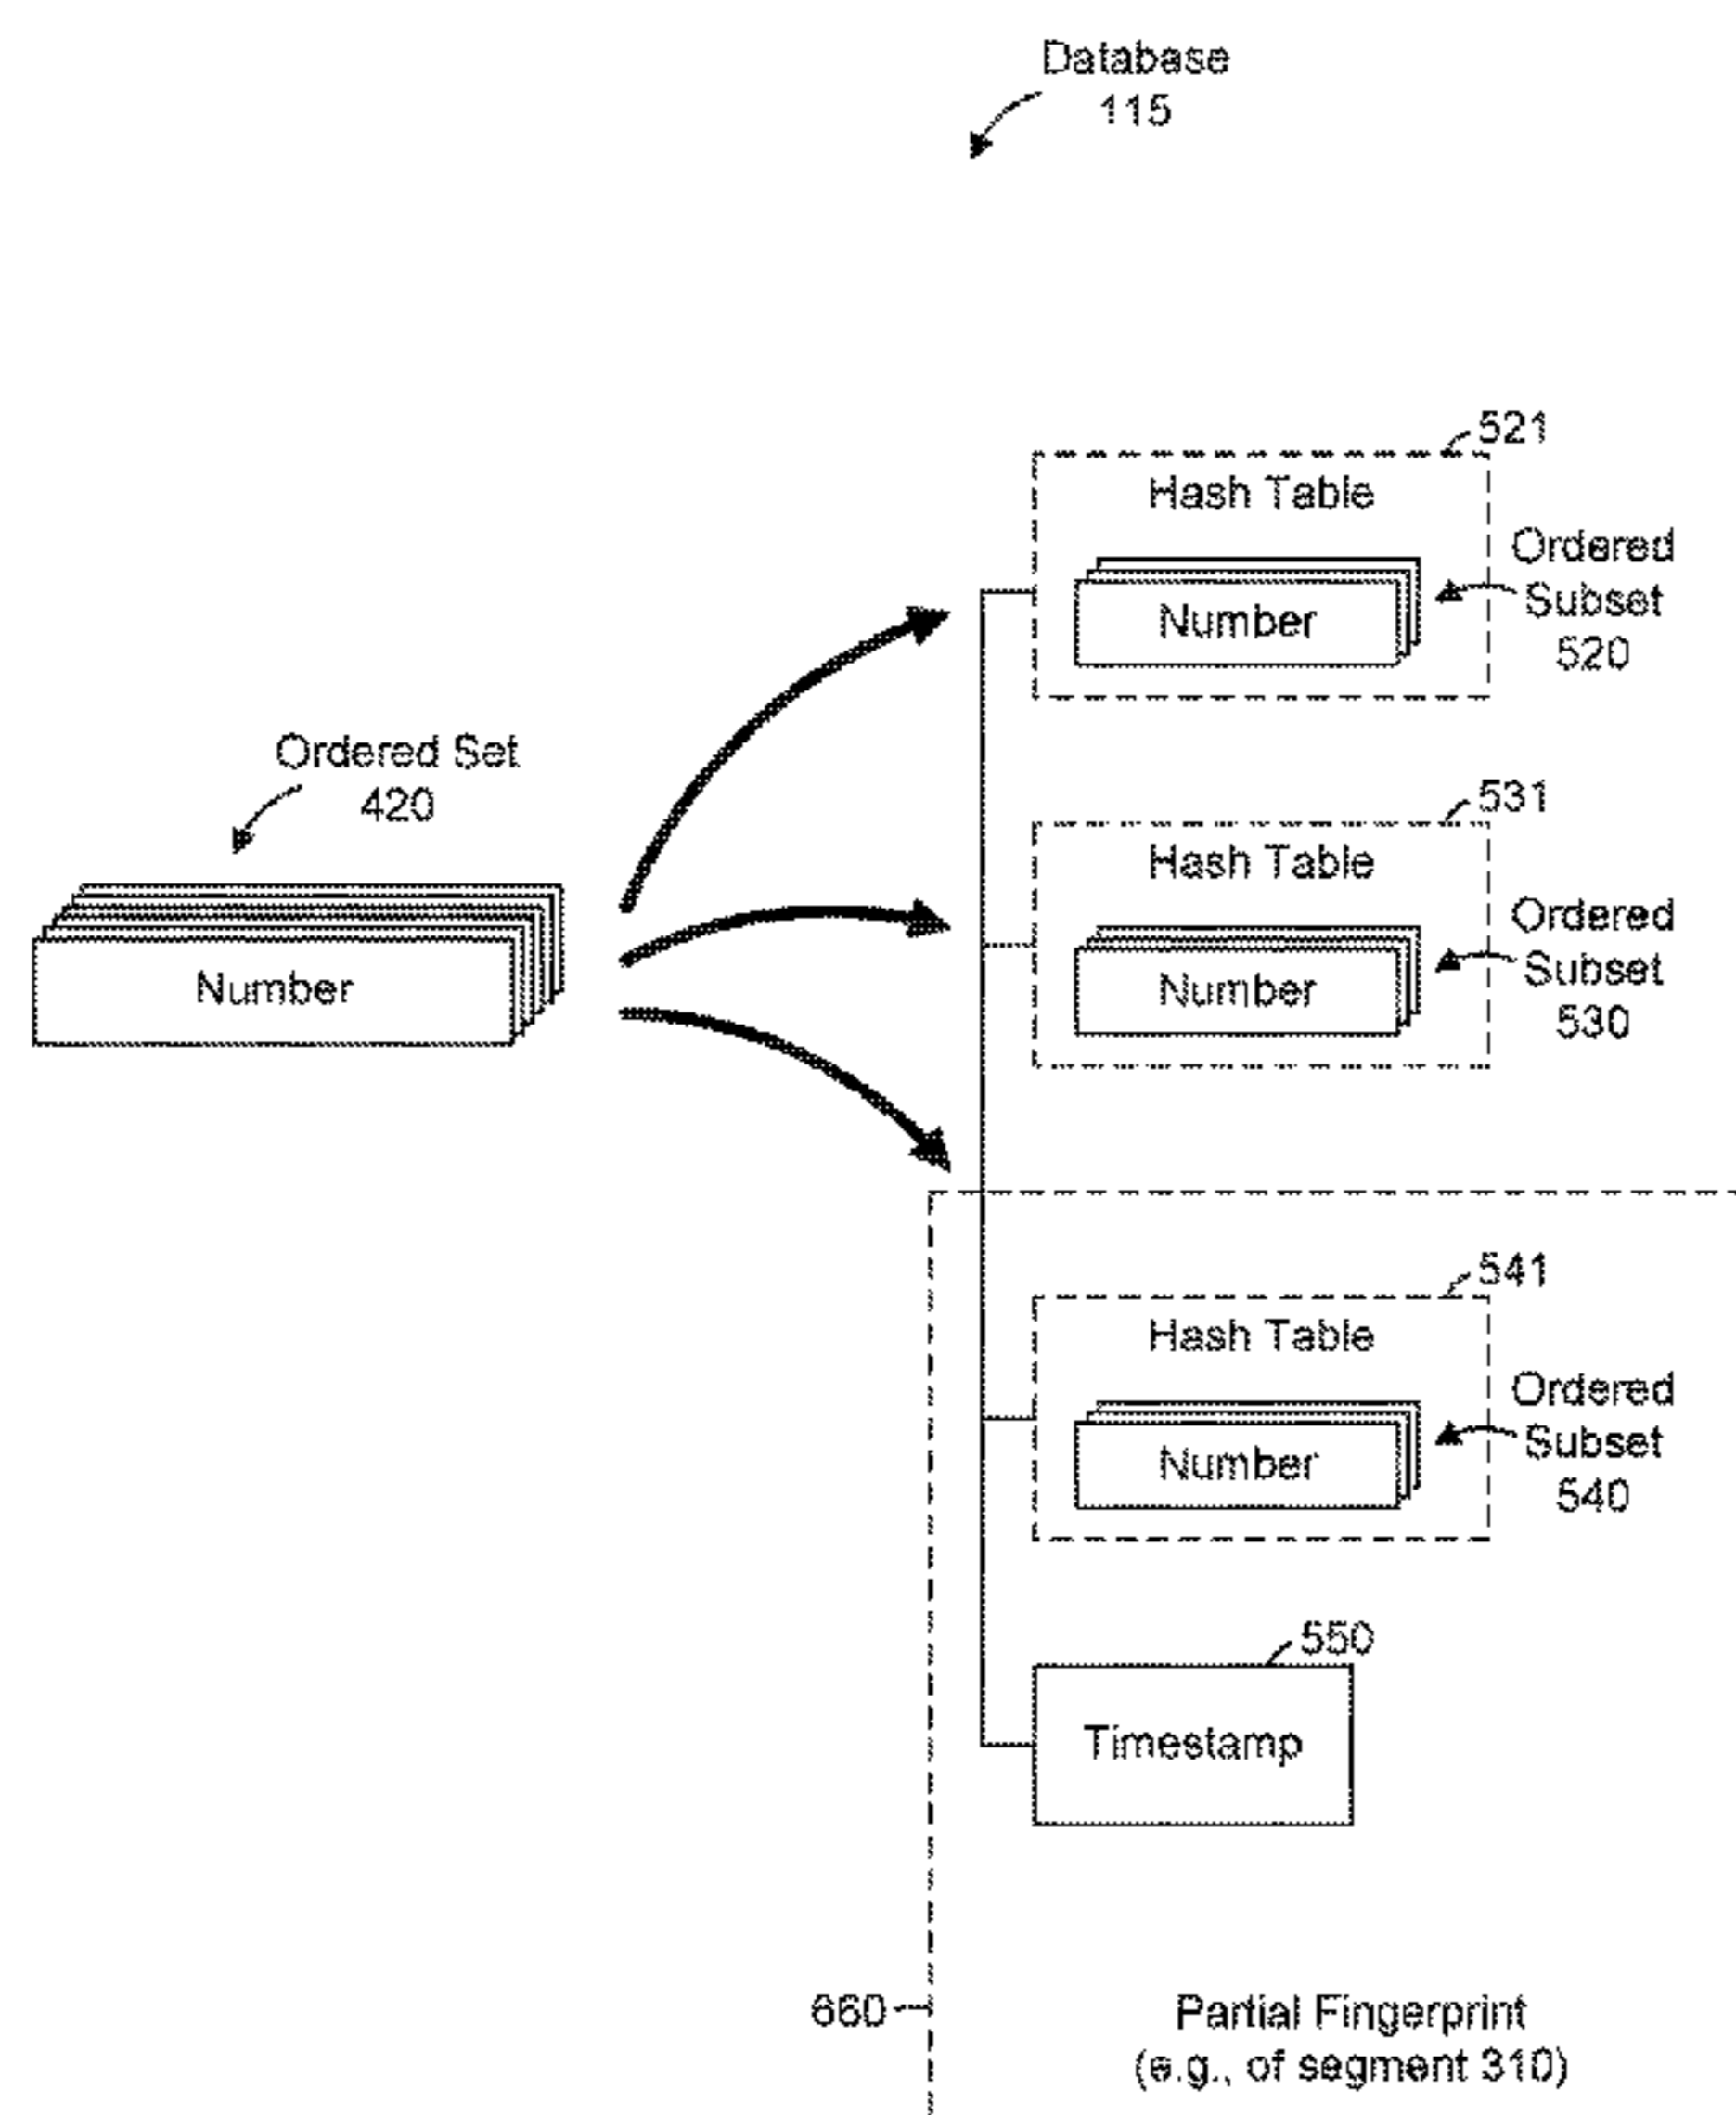 Database
115
521
Hash Table
Number
Ordered
Subset
520
Ordered Set
420
Number
531
Hash Table
Number
Ordered
Subset
530
541
Hash Table
Number
Ordered
Subset
540
550
Timestamp
660
Partial Fingerprint
(e.g., of segment 310)